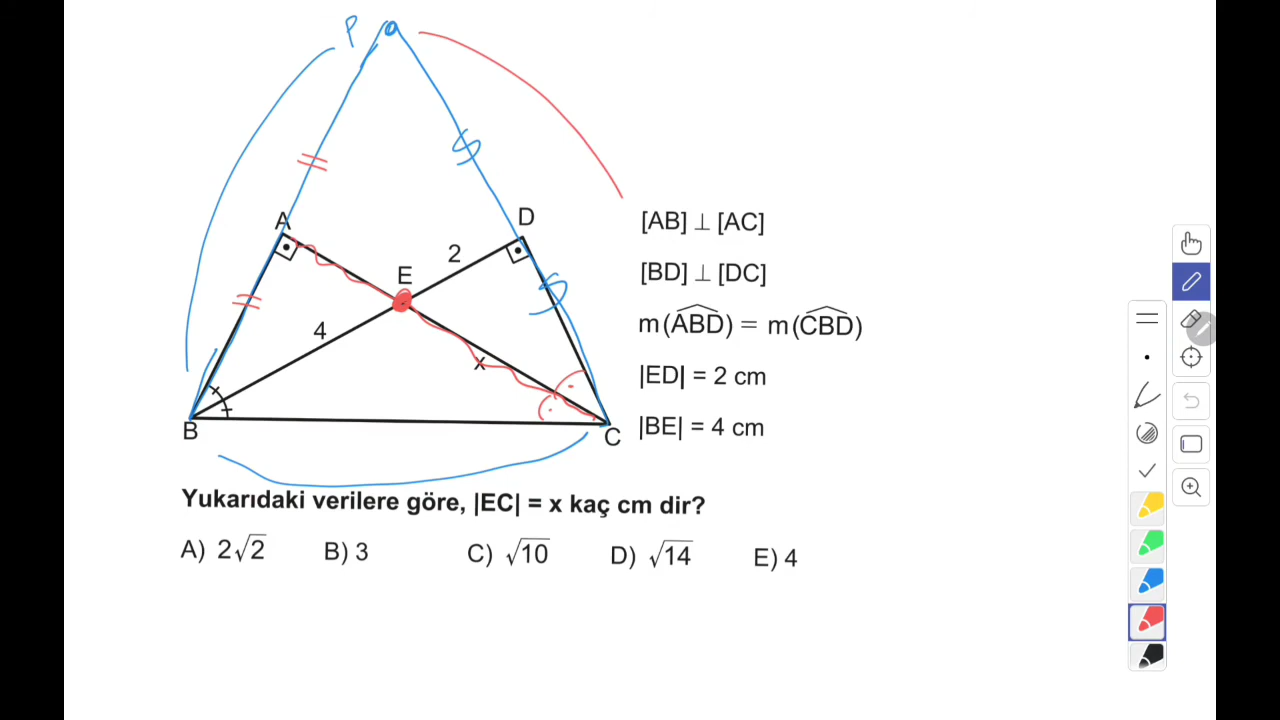 P
A
D
[AB] ⊥ [AC]
2
E
[BD] ⊥ [DC]
4
m(ABD) = m(CBD)
x
|ED| = 2 cm
B
C
|BE| = 4 cm
Yukarıdaki verilere göre, |EC| = x kaç cm dir?
A) 2√2 B) 3 C) √10 D) √14 E) 4